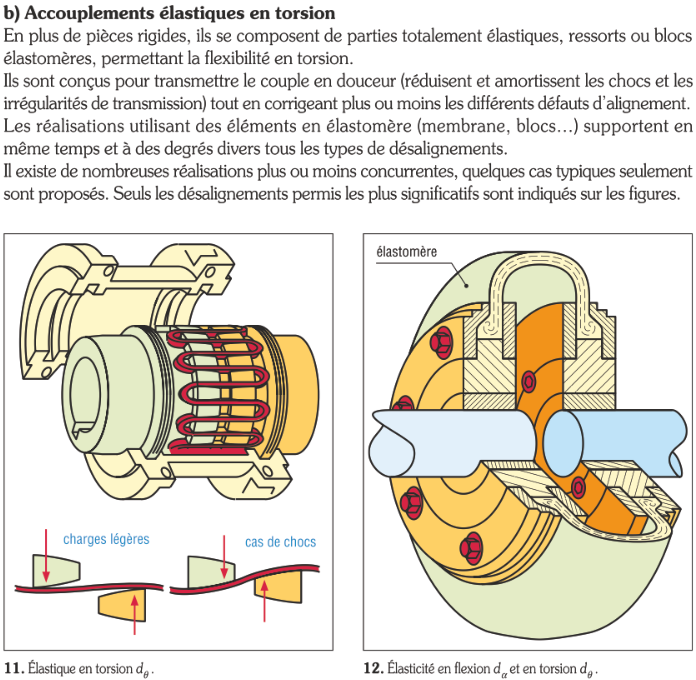 b) Accouplements élastiques en torsion
En plus de pièces rigides, ils se composent de parties totalement élastiques, ressorts ou blocs
élastomères, permettant la flexibilité en torsion.
Ils sont conçus pour transmettre le couple en douceur (réduisent et amortissent les chocs et les
irrégularités de transmission) tout en corrigeant plus ou moins les différents défauts d'alignement.
Les réalisations utilisant des éléments en élastomère (membrane, blocs…) supportent en
même temps et à des degrés divers tous les types de désalignements.
Il existe de nombreuses réalisations plus ou moins concurrentes, quelques cas typiques seulement
sont proposés. Seuls les désalignements permis les plus significatifs sont indiqués sur les figures.
élastomère
charges légères
cas de chocs
11. Élastique en torsion dθ.
12. Élasticité en flexion dα et en torsion dθ.